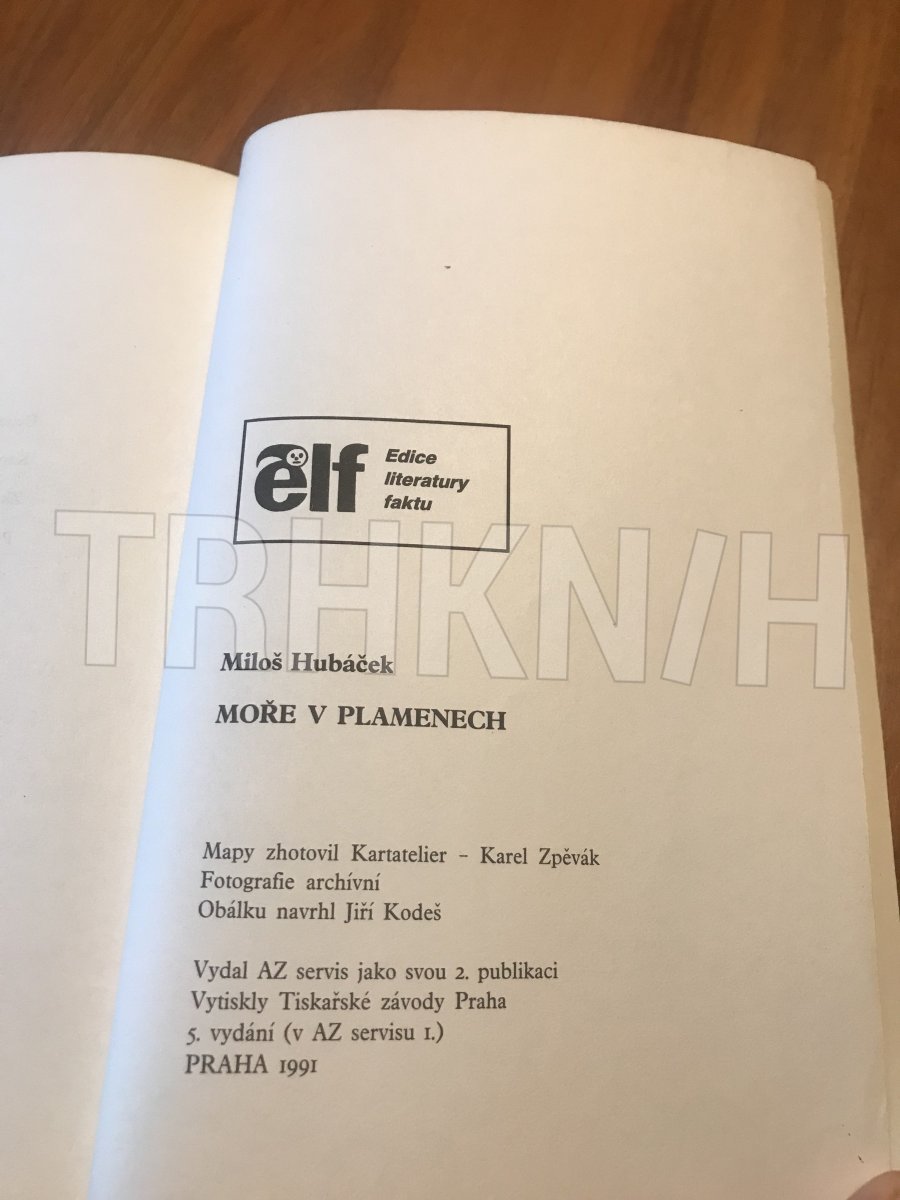 elf
Edice
literatury
faktu
TRHKN/H
Miloš Hubáček
MOŘE V PLAMENECH
Mapy zhotovil Kartatelier – Karel Zpěvák
Fotografie archívní
Obálku navrhl Jiří Kodeš
Vydal AZ servis jako svou 2. publikaci
Vytiskly Tiskařské závody Praha
5. vydání (v AZ servisu 1.)
PRAHA 1991